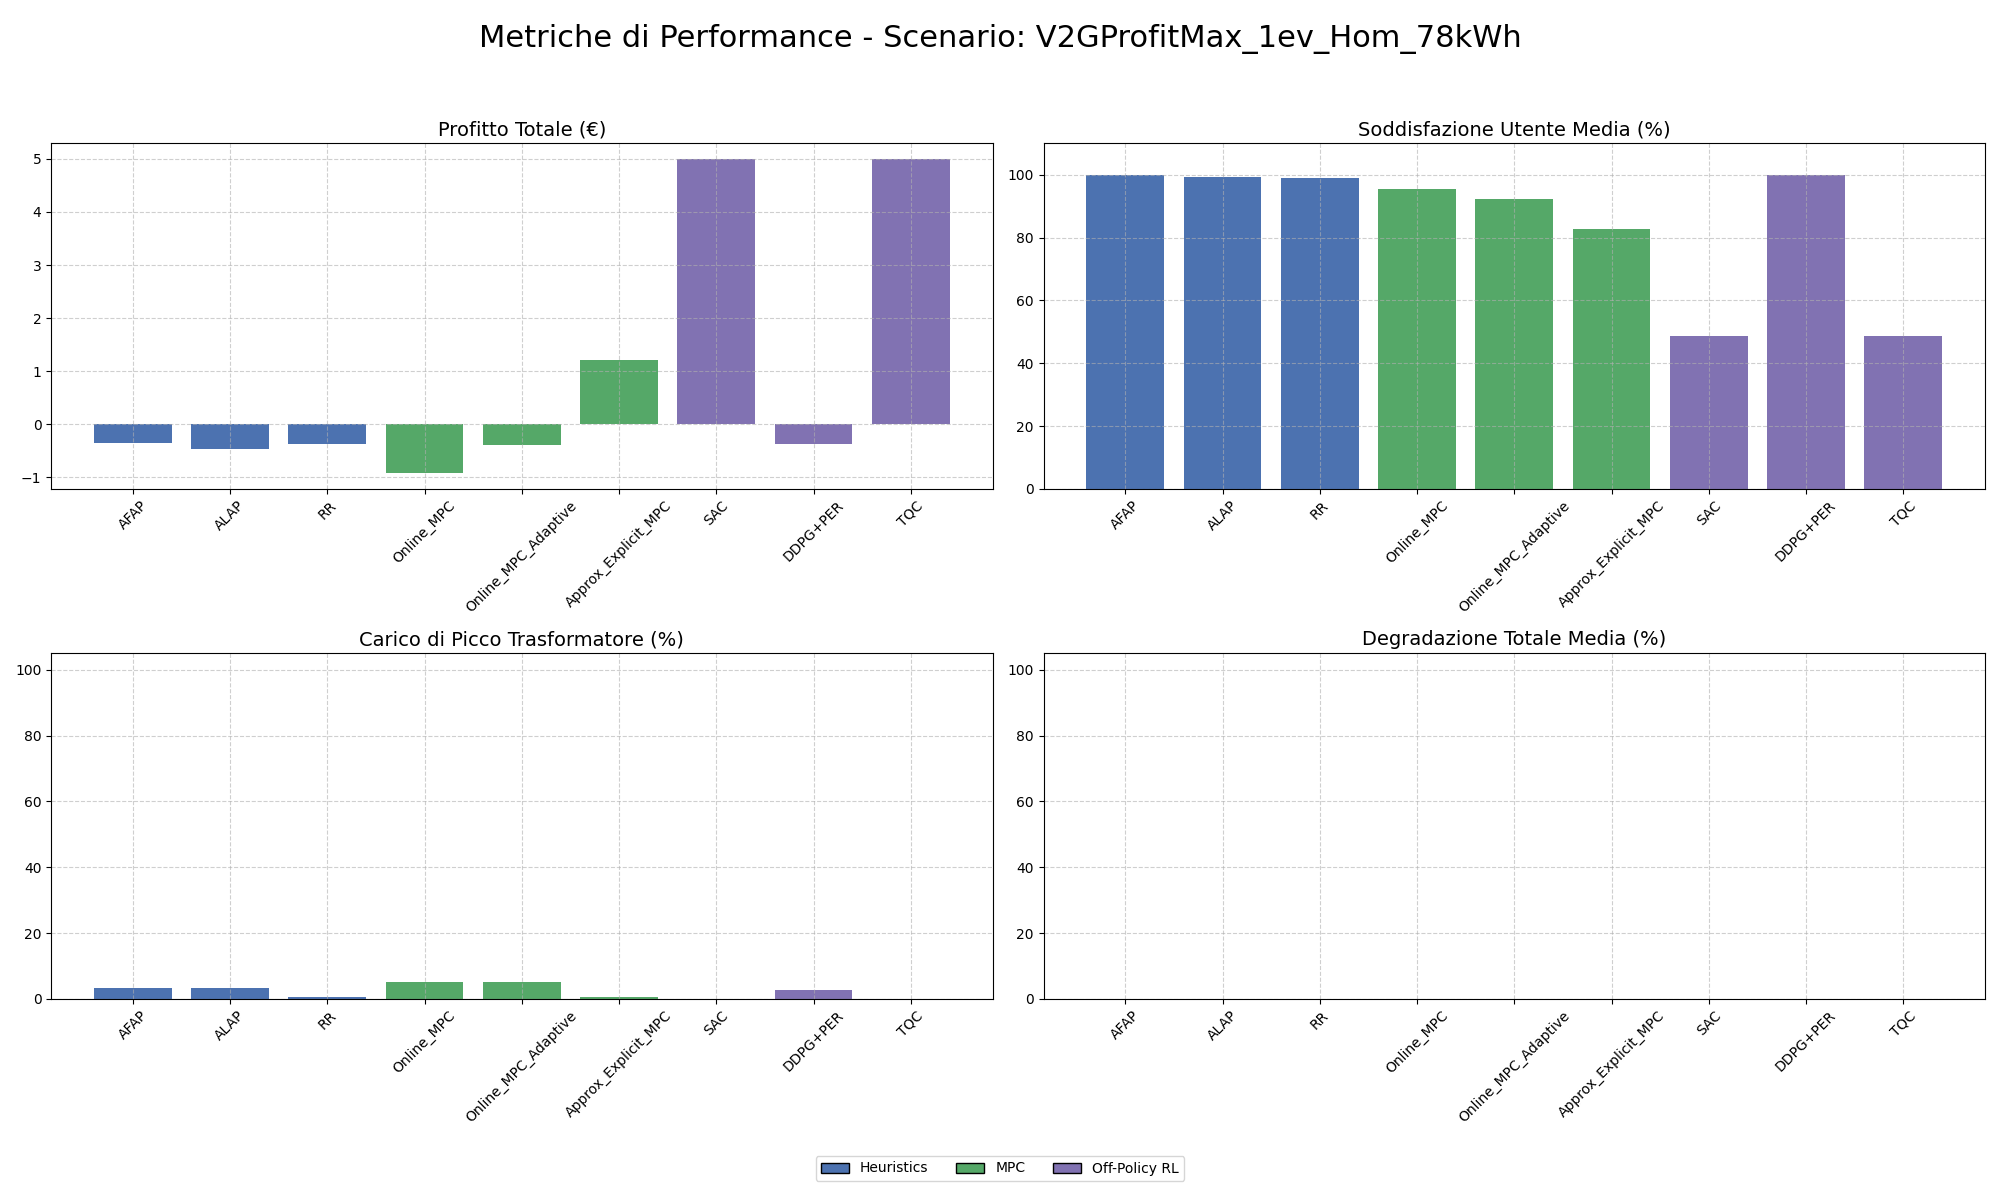 Metriche di Performance - Scenario: V2GProfitMax_1ev_Hom_78kWh
Profitto Totale (€)
5
4
3
2
1
0
−1
AFAP
ALAP
RR
Online_MPC
Online_MPC_Adaptive
Approx_Explicit_MPC
SAC
DDPG+PER
TQC
Soddisfazione Utente Media (%)
100
80
60
40
20
0
AFAP
ALAP
RR
Online_MPC
Online_MPC_Adaptive
Approx_Explicit_MPC
SAC
DDPG+PER
TQC
Carico di Picco Trasformatore (%)
100
80
60
40
20
0
AFAP
ALAP
RR
Online_MPC
Online_MPC_Adaptive
Approx_Explicit_MPC
SAC
DDPG+PER
TQC
Degradazione Totale Media (%)
100
80
60
40
20
0
AFAP
ALAP
RR
Online_MPC
Online_MPC_Adaptive
Approx_Explicit_MPC
SAC
DDPG+PER
TQC
Heuristics MPC Off-Policy RL